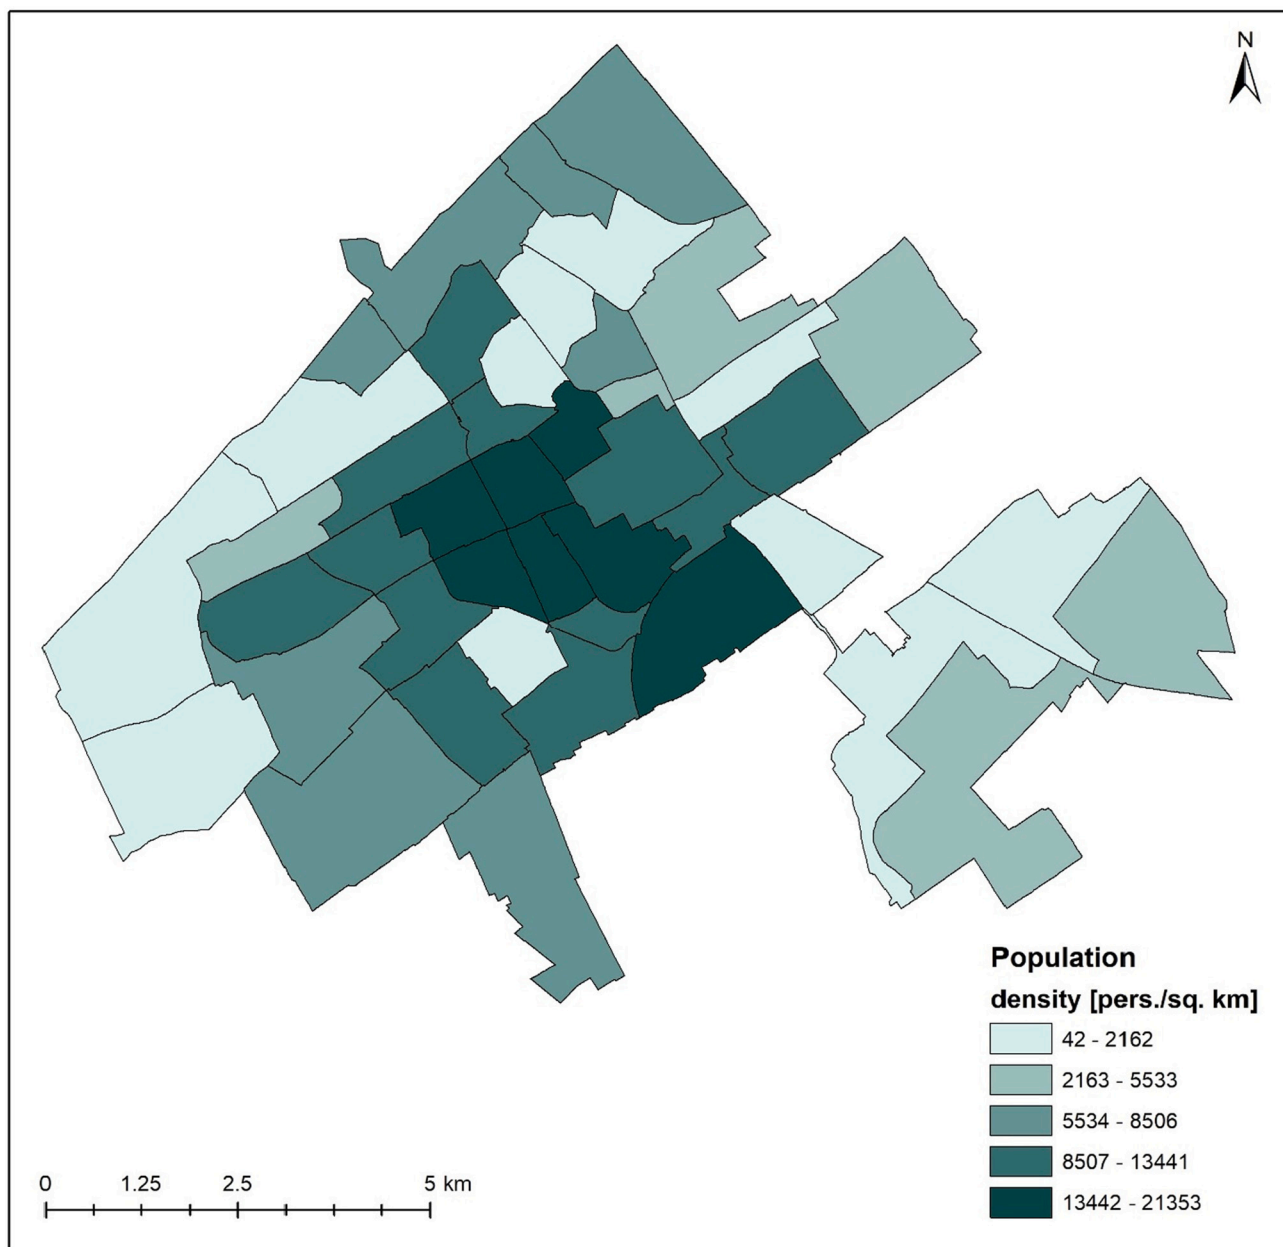 N
Population
density [pers./sq. km]
42 - 2162
2163 - 5533
5534 - 8506
8507 - 13441
13442 - 21353
0 1.25 2.5 5 km